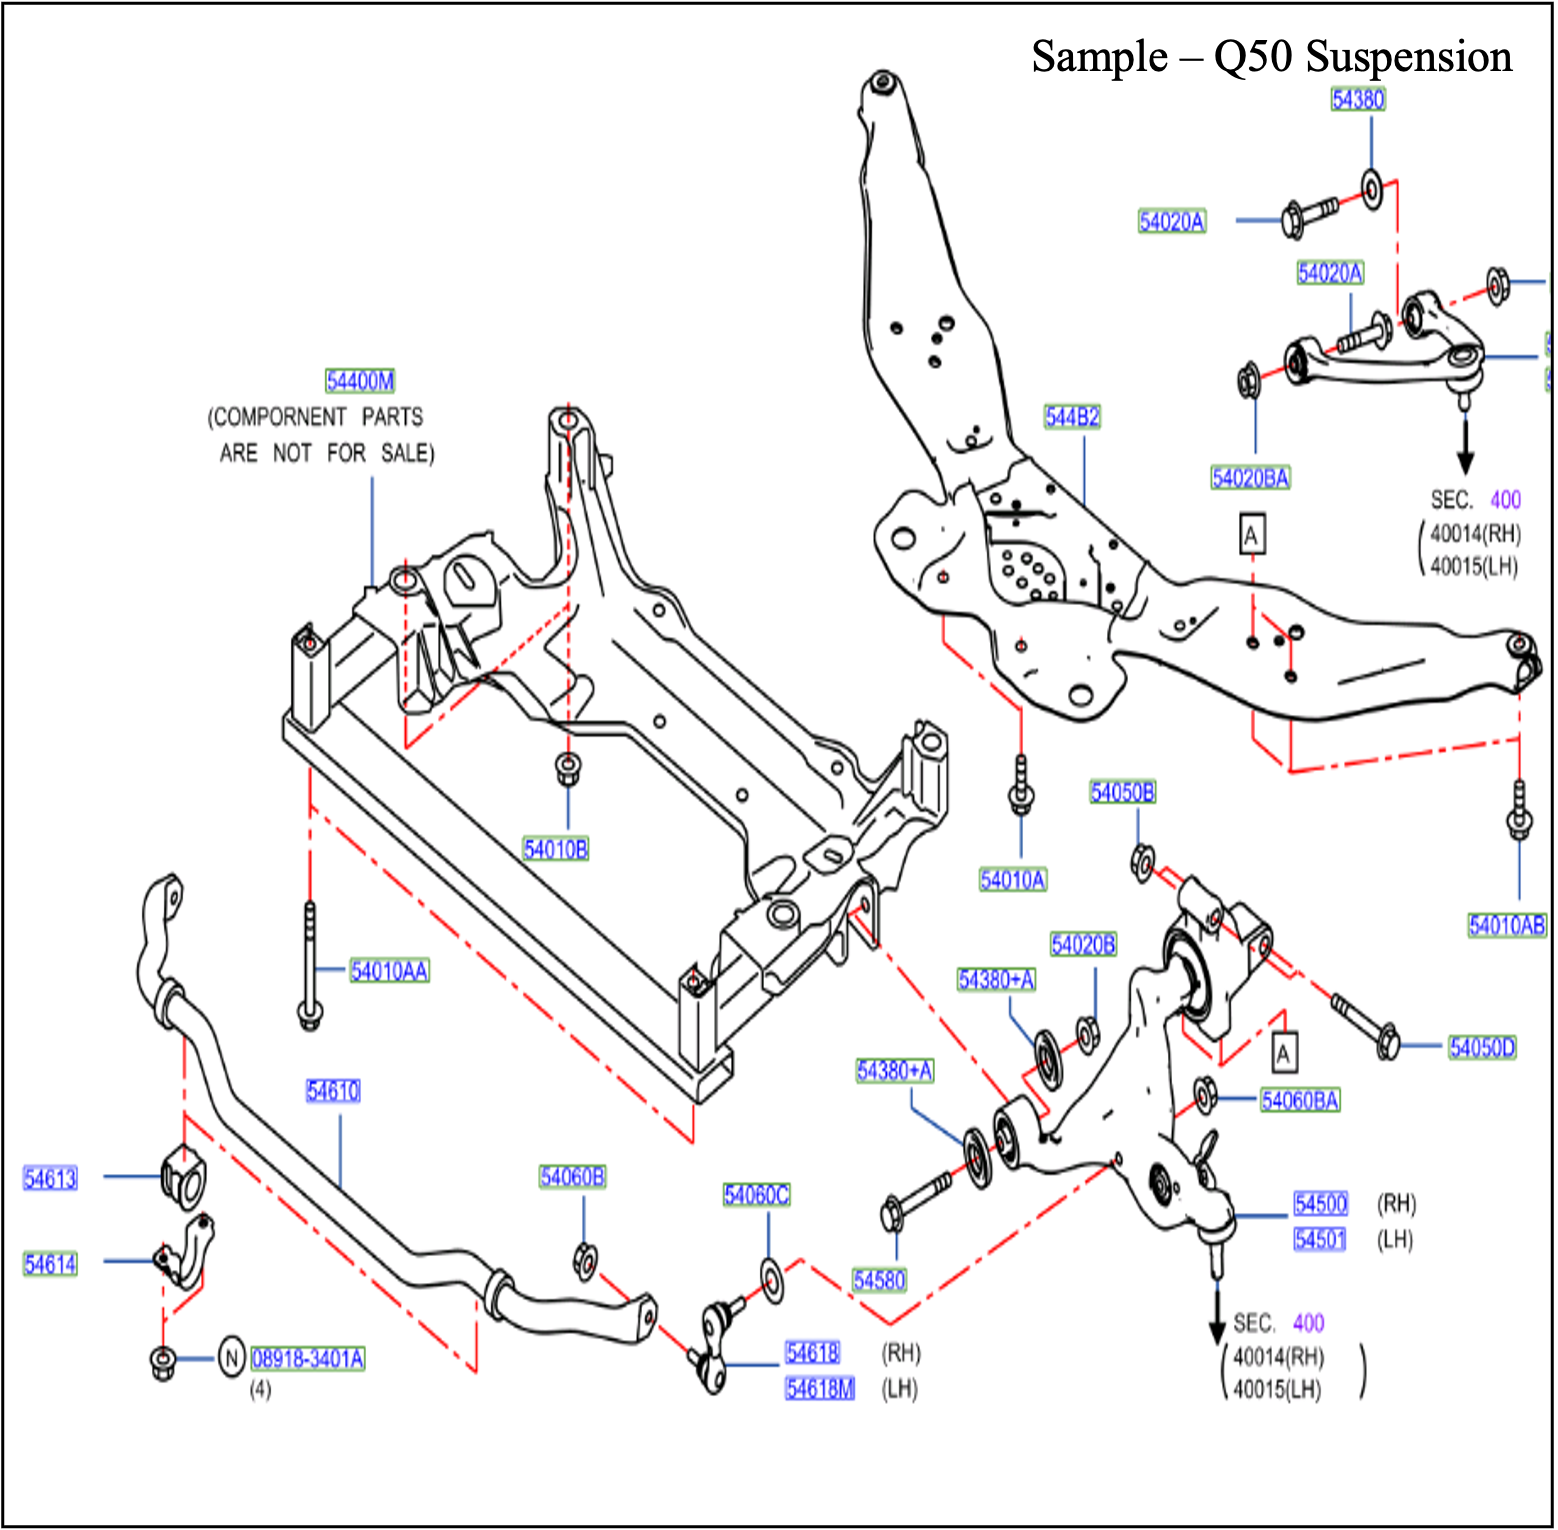 Sample – Q50 Suspension
54380
54020A
54020A
54400M
(COMPORNENT PARTS
ARE NOT FOR SALE)
544B2
54020BA
SEC. 400
40014(RH)
40015(LH)
A
54010B
54050B
54010A
54010AB
54020B
54010AA
54380+A
54050D
A
54380+A
54610
54060BA
54613
54060B
54060C
54500 (RH)
54501 (LH)
54614
54580
SEC. 400
40014(RH)
40015(LH)
N 08918-3401A
(4)
54618 (RH)
54618M (LH)